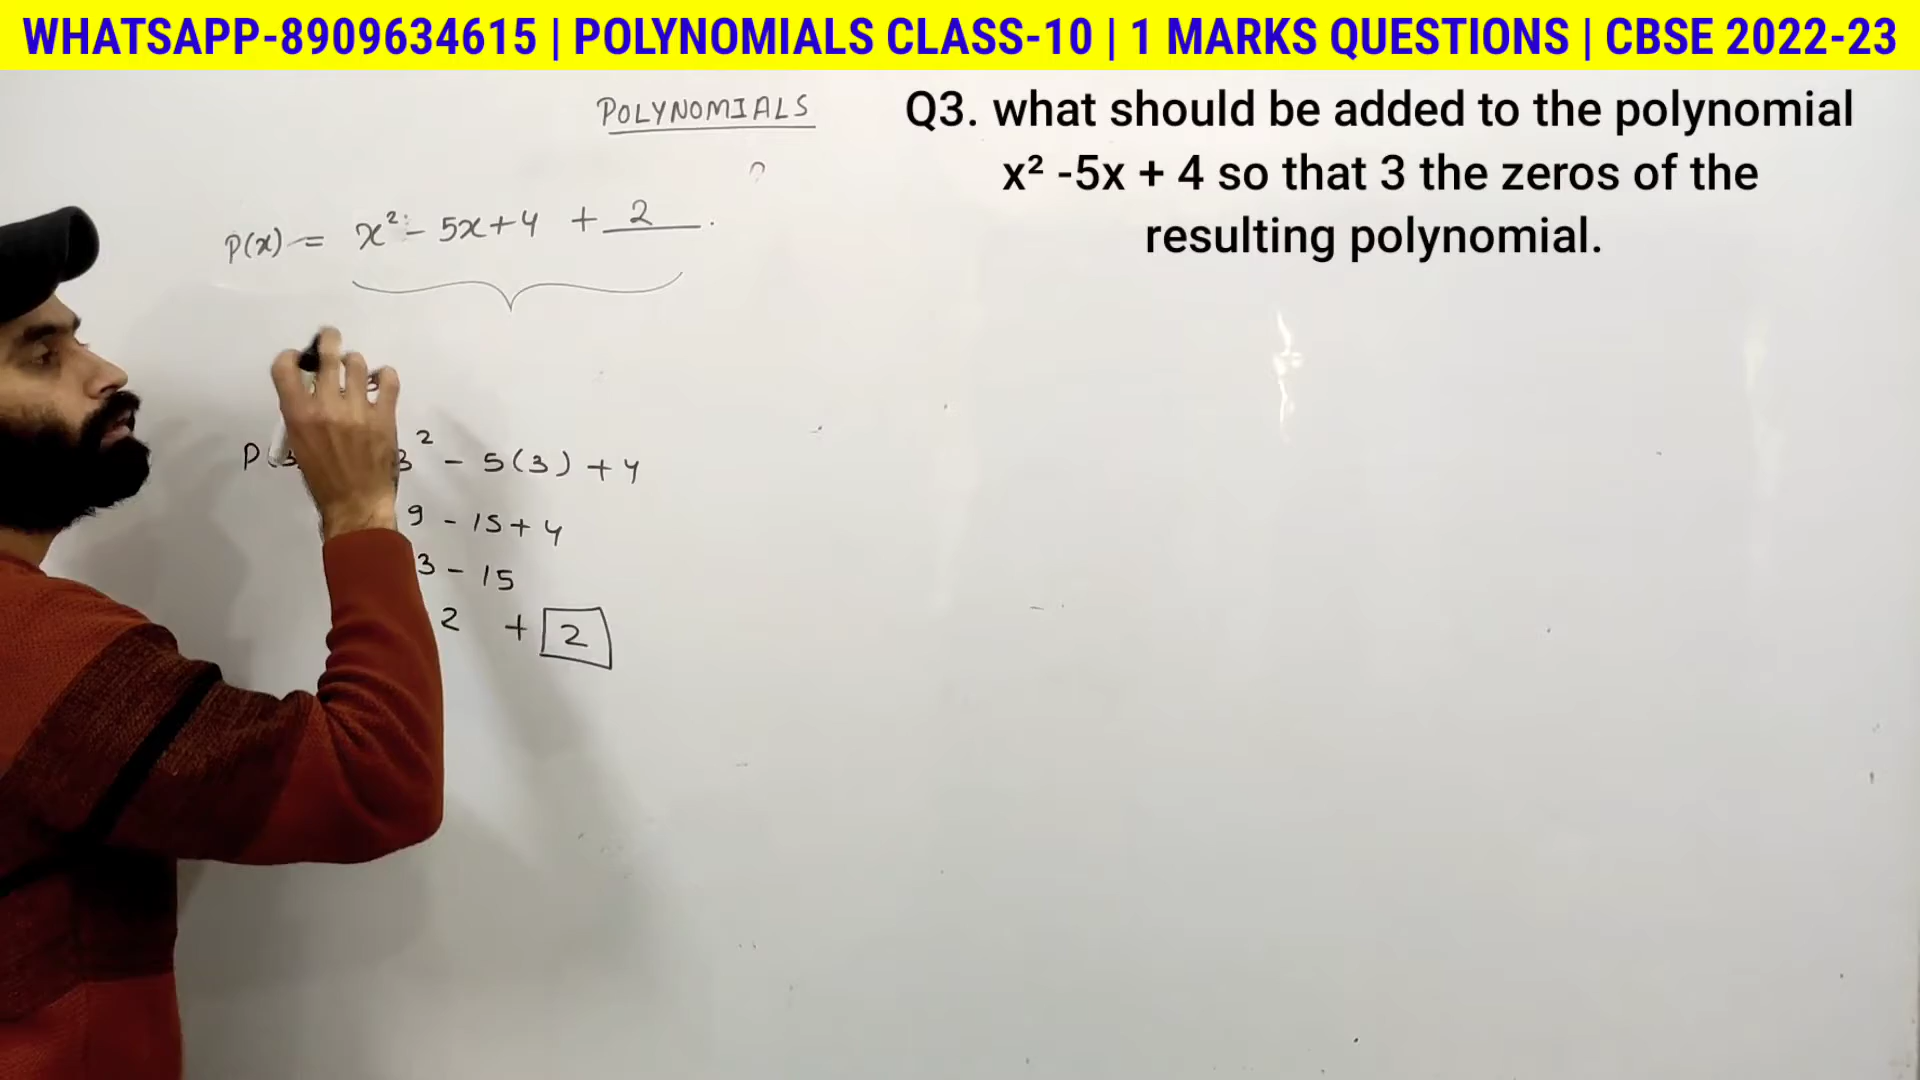 WHATSAPP-8909634615 | POLYNOMIALS CLASS-10 | 1 MARKS QUESTIONS | CBSE 2022-23
POLYNOMIALS
Q3. what should be added to the polynomial
x² -5x + 4 so that 3 the zeros of the
resulting polynomial.
P(x) = x² - 5x + 4 + 2
3² - 5(3) + 4
9 - 15 + 4
3 - 15
2 + 2